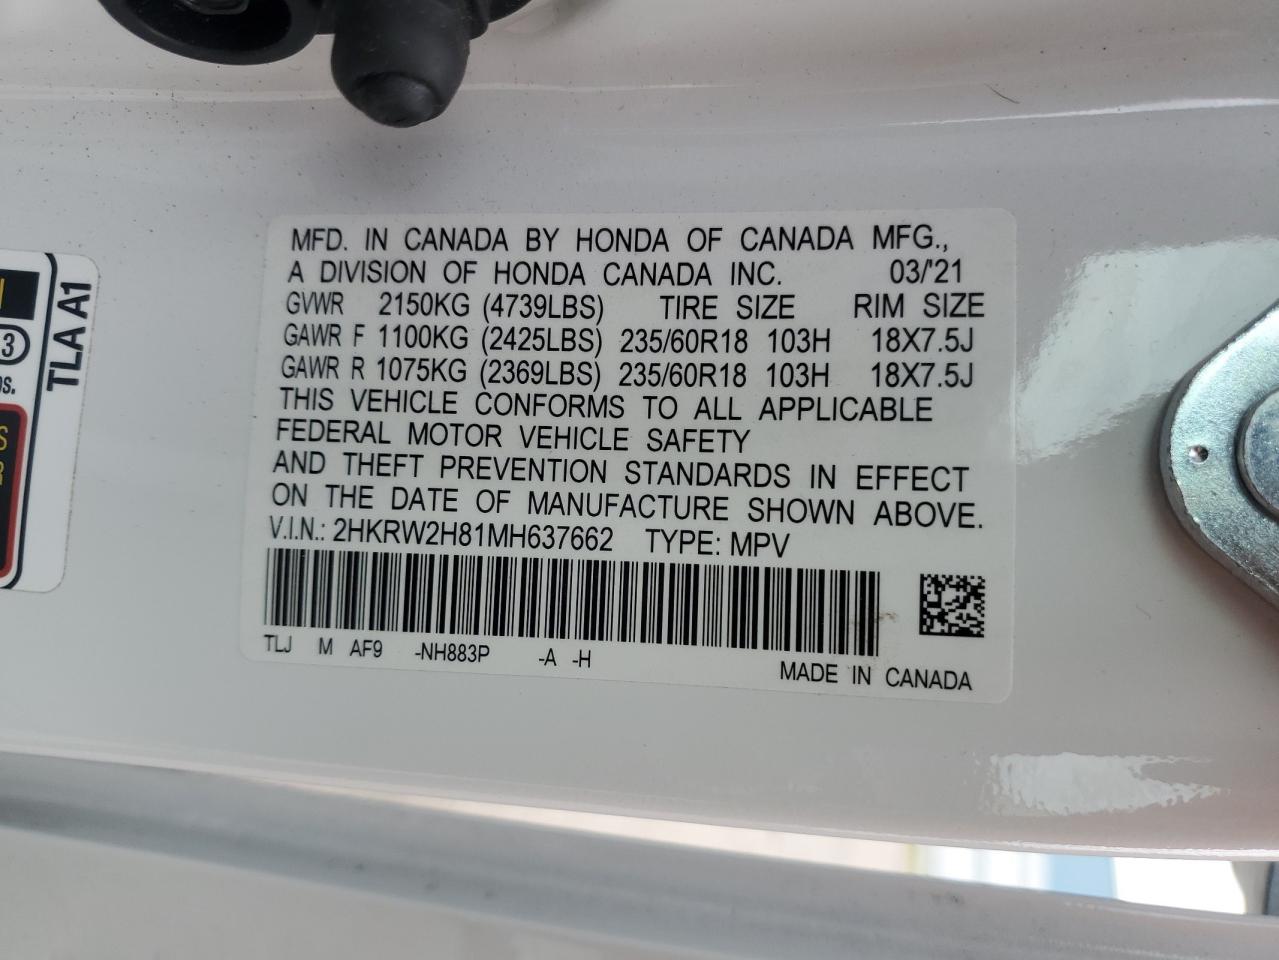 MFD. IN CANADA BY HONDA OF CANADA MFG.,
A DIVISION OF HONDA CANADA INC. 03/'21
GVWR 2150KG (4739LBS) TIRE SIZE RIM SIZE
GAWR F 1100KG (2425LBS) 235/60R18 103H 18X7.5J
GAWR R 1075KG (2369LBS) 235/60R18 103H 18X7.5J
THIS VEHICLE CONFORMS TO ALL APPLICABLE
FEDERAL MOTOR VEHICLE SAFETY
AND THEFT PREVENTION STANDARDS IN EFFECT
ON THE DATE OF MANUFACTURE SHOWN ABOVE.
V.I.N.: 2HKRW2H81MH637662 TYPE: MPV
TLJ M AF9 -NH883P -A -H
MADE IN CANADA
TLA A1
3